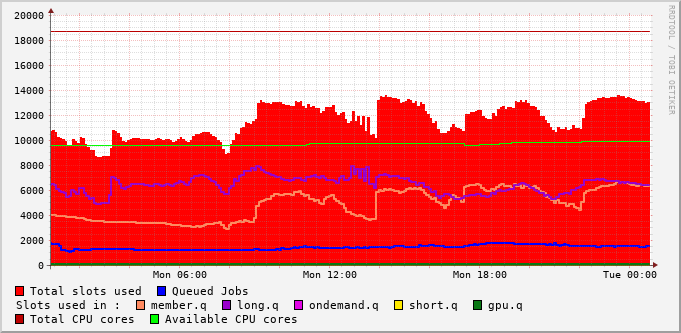 20000
18000
16000
14000
12000
10000
8000
6000
4000
2000
0
Mon 06:00 Mon 12:00 Mon 18:00 Tue 00:00
RRDTOOL / TOBI OETIKER
Total slots used Queued Jobs
Slots used in : member.q long.q ondemand.q short.q gpu.q
Total CPU cores Available CPU cores